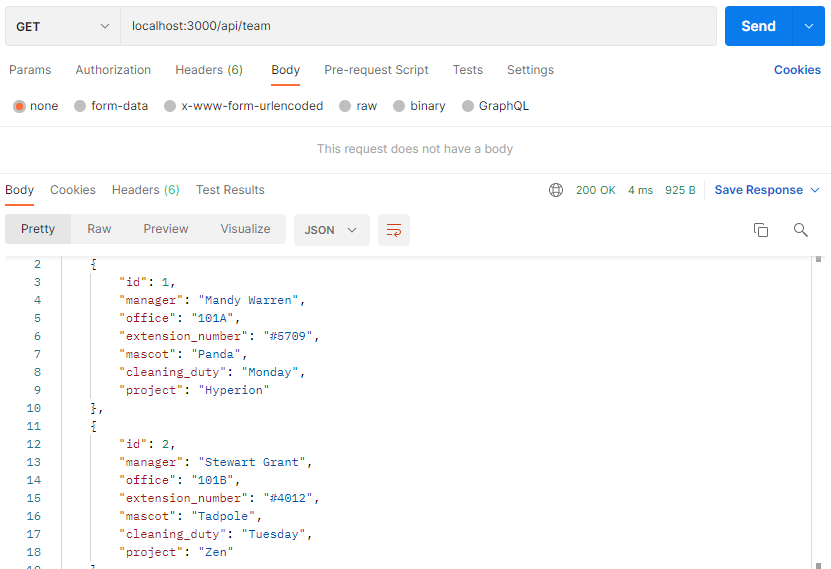 GET localhost:3000/api/team Send
Params Authorization Headers (6) Body Pre-request Script Tests Settings Cookies
none form-data x-www-form-urlencoded raw binary GraphQL
This request does not have a body
Body Cookies Headers (6) Test Results 200 OK 4 ms 925 B Save Response
Pretty Raw Preview Visualize JSON
2 {
3 "id": 1,
4 "manager": "Mandy Warren",
5 "office": "101A",
6 "extension_number": "#5709",
7 "mascot": "Panda",
8 "cleaning_duty": "Monday",
9 "project": "Hyperion"
10 },
11 {
12 "id": 2,
13 "manager": "Stewart Grant",
14 "office": "101B",
15 "extension_number": "#4012",
16 "mascot": "Tadpole",
17 "cleaning_duty": "Tuesday",
18 "project": "Zen"